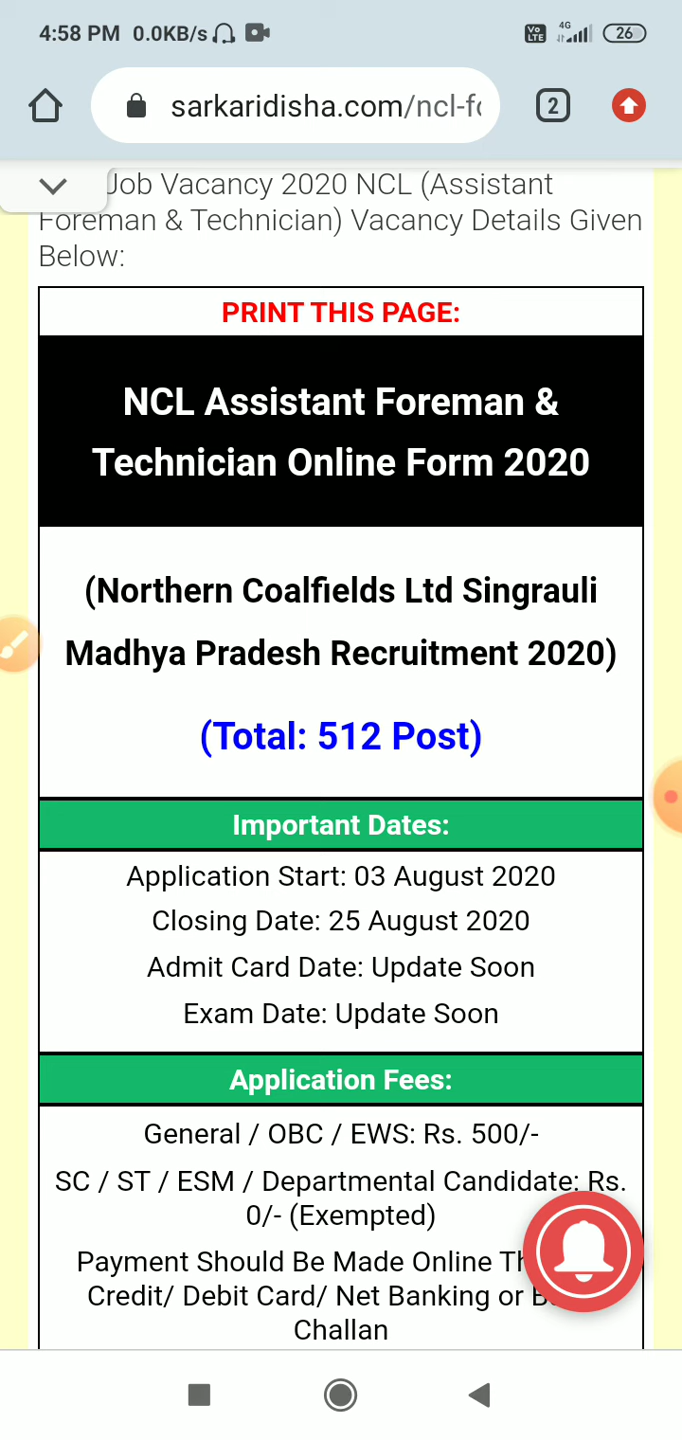 4:58 PM 0.0KB/s Vo LTE 4G 26
sarkaridisha.com/ncl-f
2
Job Vacancy 2020 NCL (Assistant
Foreman & Technician) Vacancy Details Given
Below:
PRINT THIS PAGE:
NCL Assistant Foreman &
Technician Online Form 2020
(Northern Coalfields Ltd Singrauli
Madhya Pradesh Recruitment 2020)
(Total: 512 Post)
Important Dates:
Application Start: 03 August 2020
Closing Date: 25 August 2020
Admit Card Date: Update Soon
Exam Date: Update Soon
Application Fees:
General / OBC / EWS: Rs. 500/-
SC / ST / ESM / Departmental Candidate: Rs.
0/- (Exempted)
Payment Should Be Made Online
Credit/ Debit Card/ Net Banking or
Challan